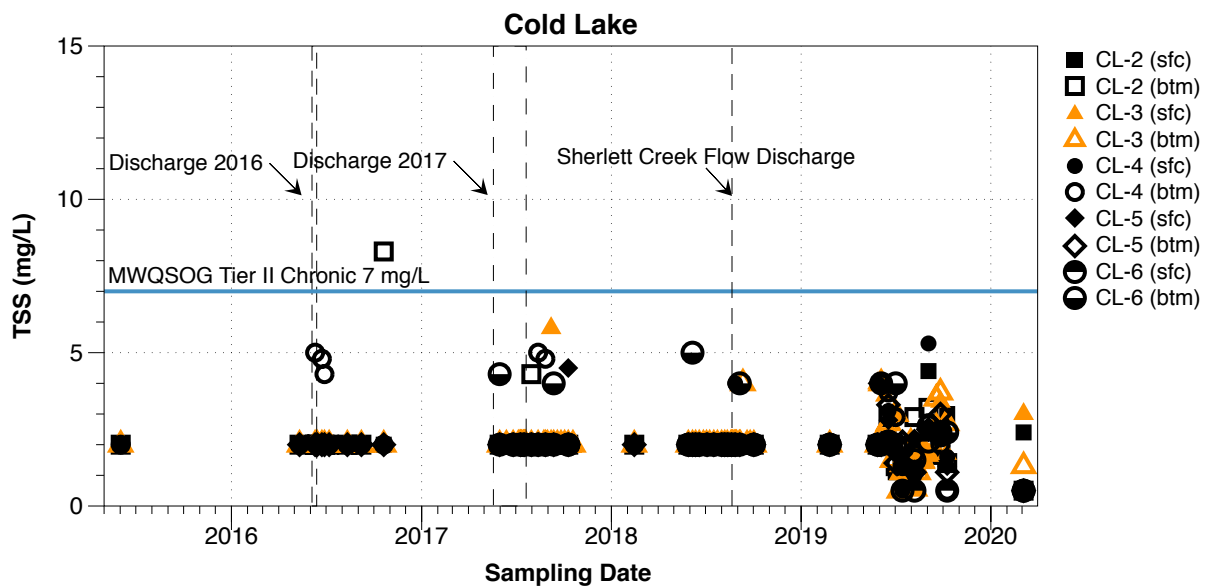 Cold Lake
15
10
5
0
TSS (mg/L)
Discharge 2016
Discharge 2017
Sherlett Creek Flow Discharge
MWQSOG Tier II Chronic 7 mg/L
2016
2017
2018
2019
2020
Sampling Date
CL-2 (sfc)
CL-2 (btm)
CL-3 (sfc)
CL-3 (btm)
CL-4 (sfc)
CL-4 (btm)
CL-5 (sfc)
CL-5 (btm)
CL-6 (sfc)
CL-6 (btm)